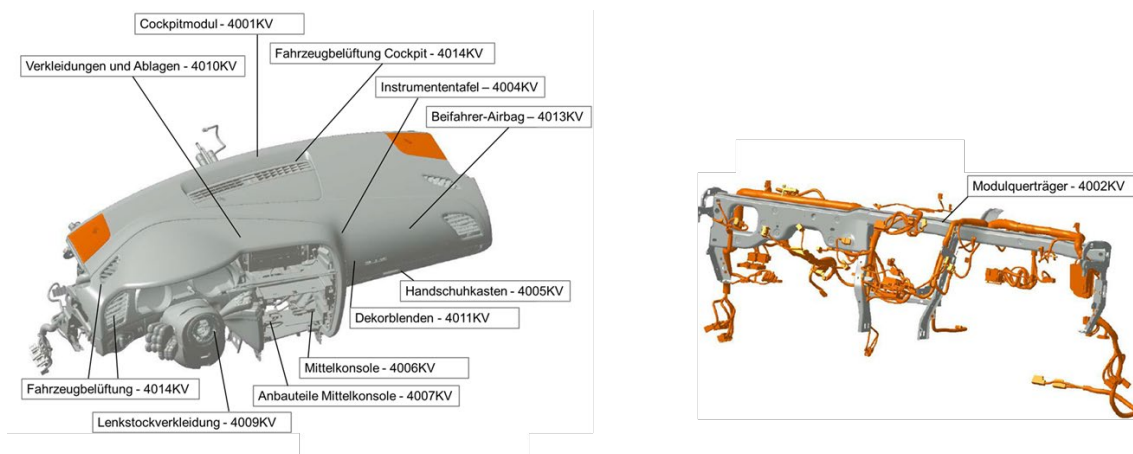 Cockpitmodul - 4001KV
Fahrzeugbelüftung Cockpit - 4014KV
Verkleidungen und Ablagen - 4010KV
Instrumententafel – 4004KV
Beifahrer-Airbag – 4013KV
Modulquerträger - 4002KV
Handschuhkasten - 4005KV
Dekorblenden - 4011KV
Mittelkonsole - 4006KV
Fahrzeugbelüftung - 4014KV
Anbauteile Mittelkonsole - 4007KV
Lenkstockverkleidung - 4009KV